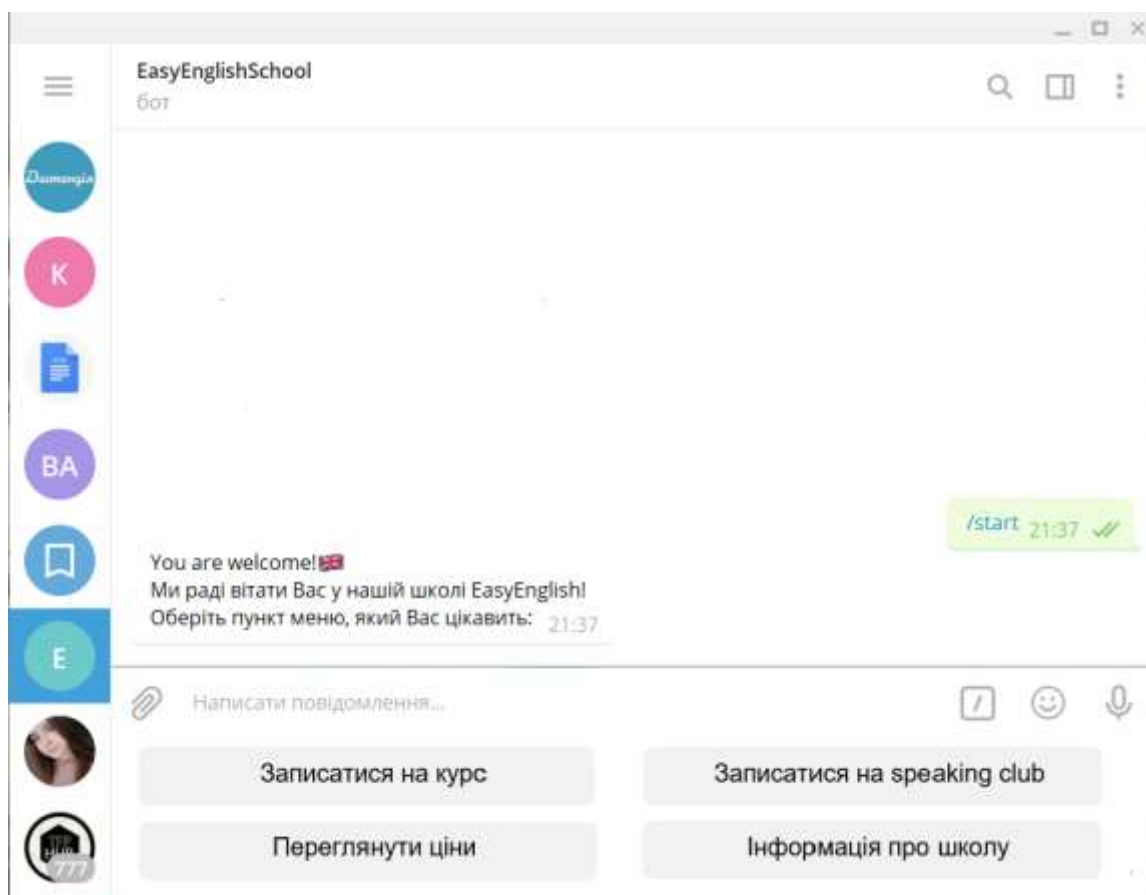 EasyEnglishSchool
бот
К
ВА
/start 21:37
You are welcome!🇬🇧
Ми раді вітати Вас у нашій школі EasyEnglish!
Оберіть пункт меню, який Вас цікавить: 21:37
Е
Написати повідомлення...
Записатися на курс
Записатися на speaking club
Переглянути ціни
Інформація про школу
777